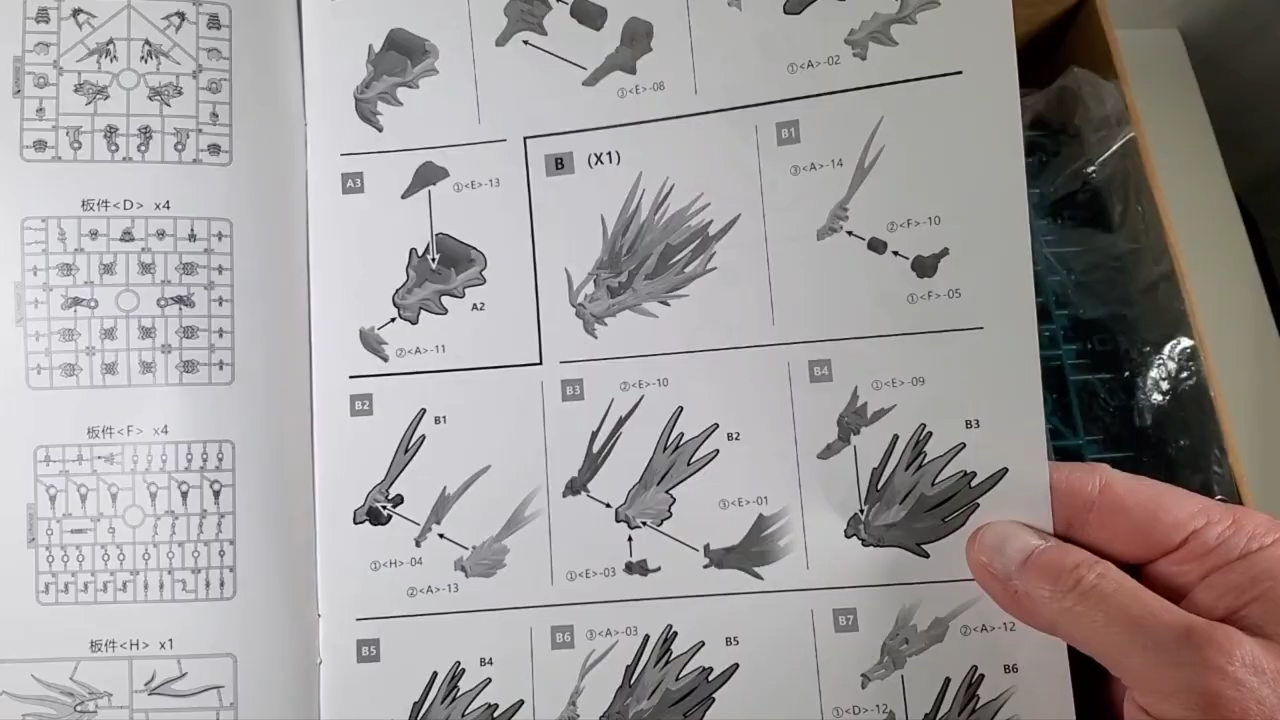 板件<D> x4
板件<F> x4
板件<H> x1
③<E>-08
①<A>-02
A3
①<E>-13
A2
②<A>-11
B (X1)
B1
③<A>-14
②<F>-10
①<F>-05
B2
B1
①<H>-04
②<A>-13
B3
②<E>-10
B2
③<E>-01
①<E>-03
B4
①<E>-09
B3
B5
B4
B6
③<A>-03
B5
B7
②<A>-12
B6
①<D>-12